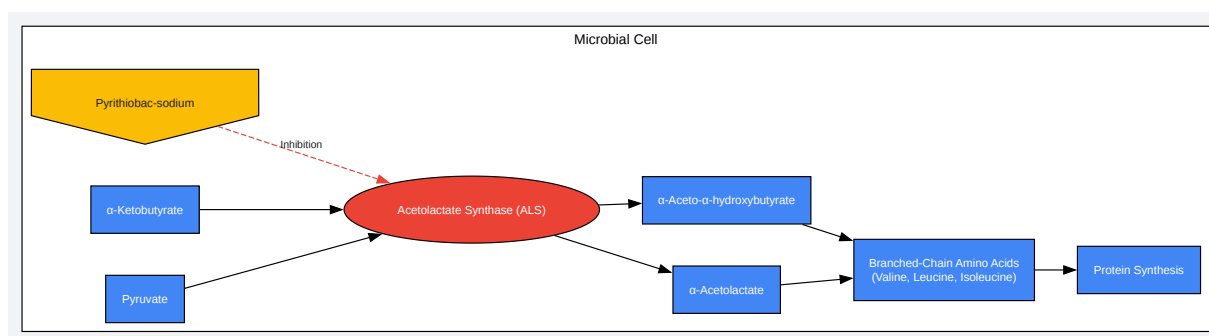 Microbial Cell
Pyrithiobac-sodium
Inhibition
α-Ketobutyrate
Acetolactate Synthase (ALS)
α-Aceto-α-hydroxybutyrate
Pyruvate
α-Acetolactate
Branched-Chain Amino Acids
(Valine, Leucine, Isoleucine)
Protein Synthesis